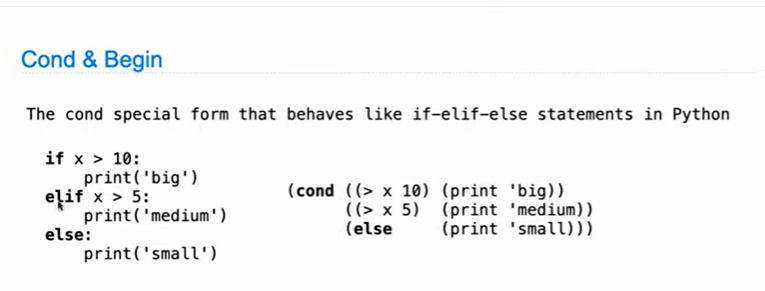 Cond & Begin
The cond special form that behaves like if-elif-else statements in Python
if x > 10:
    print('big')
elif x > 5:
    print('medium')
else:
    print('small')
(cond ((> x 10) (print 'big))
      ((> x 5)  (print 'medium))
      (else     (print 'small)))